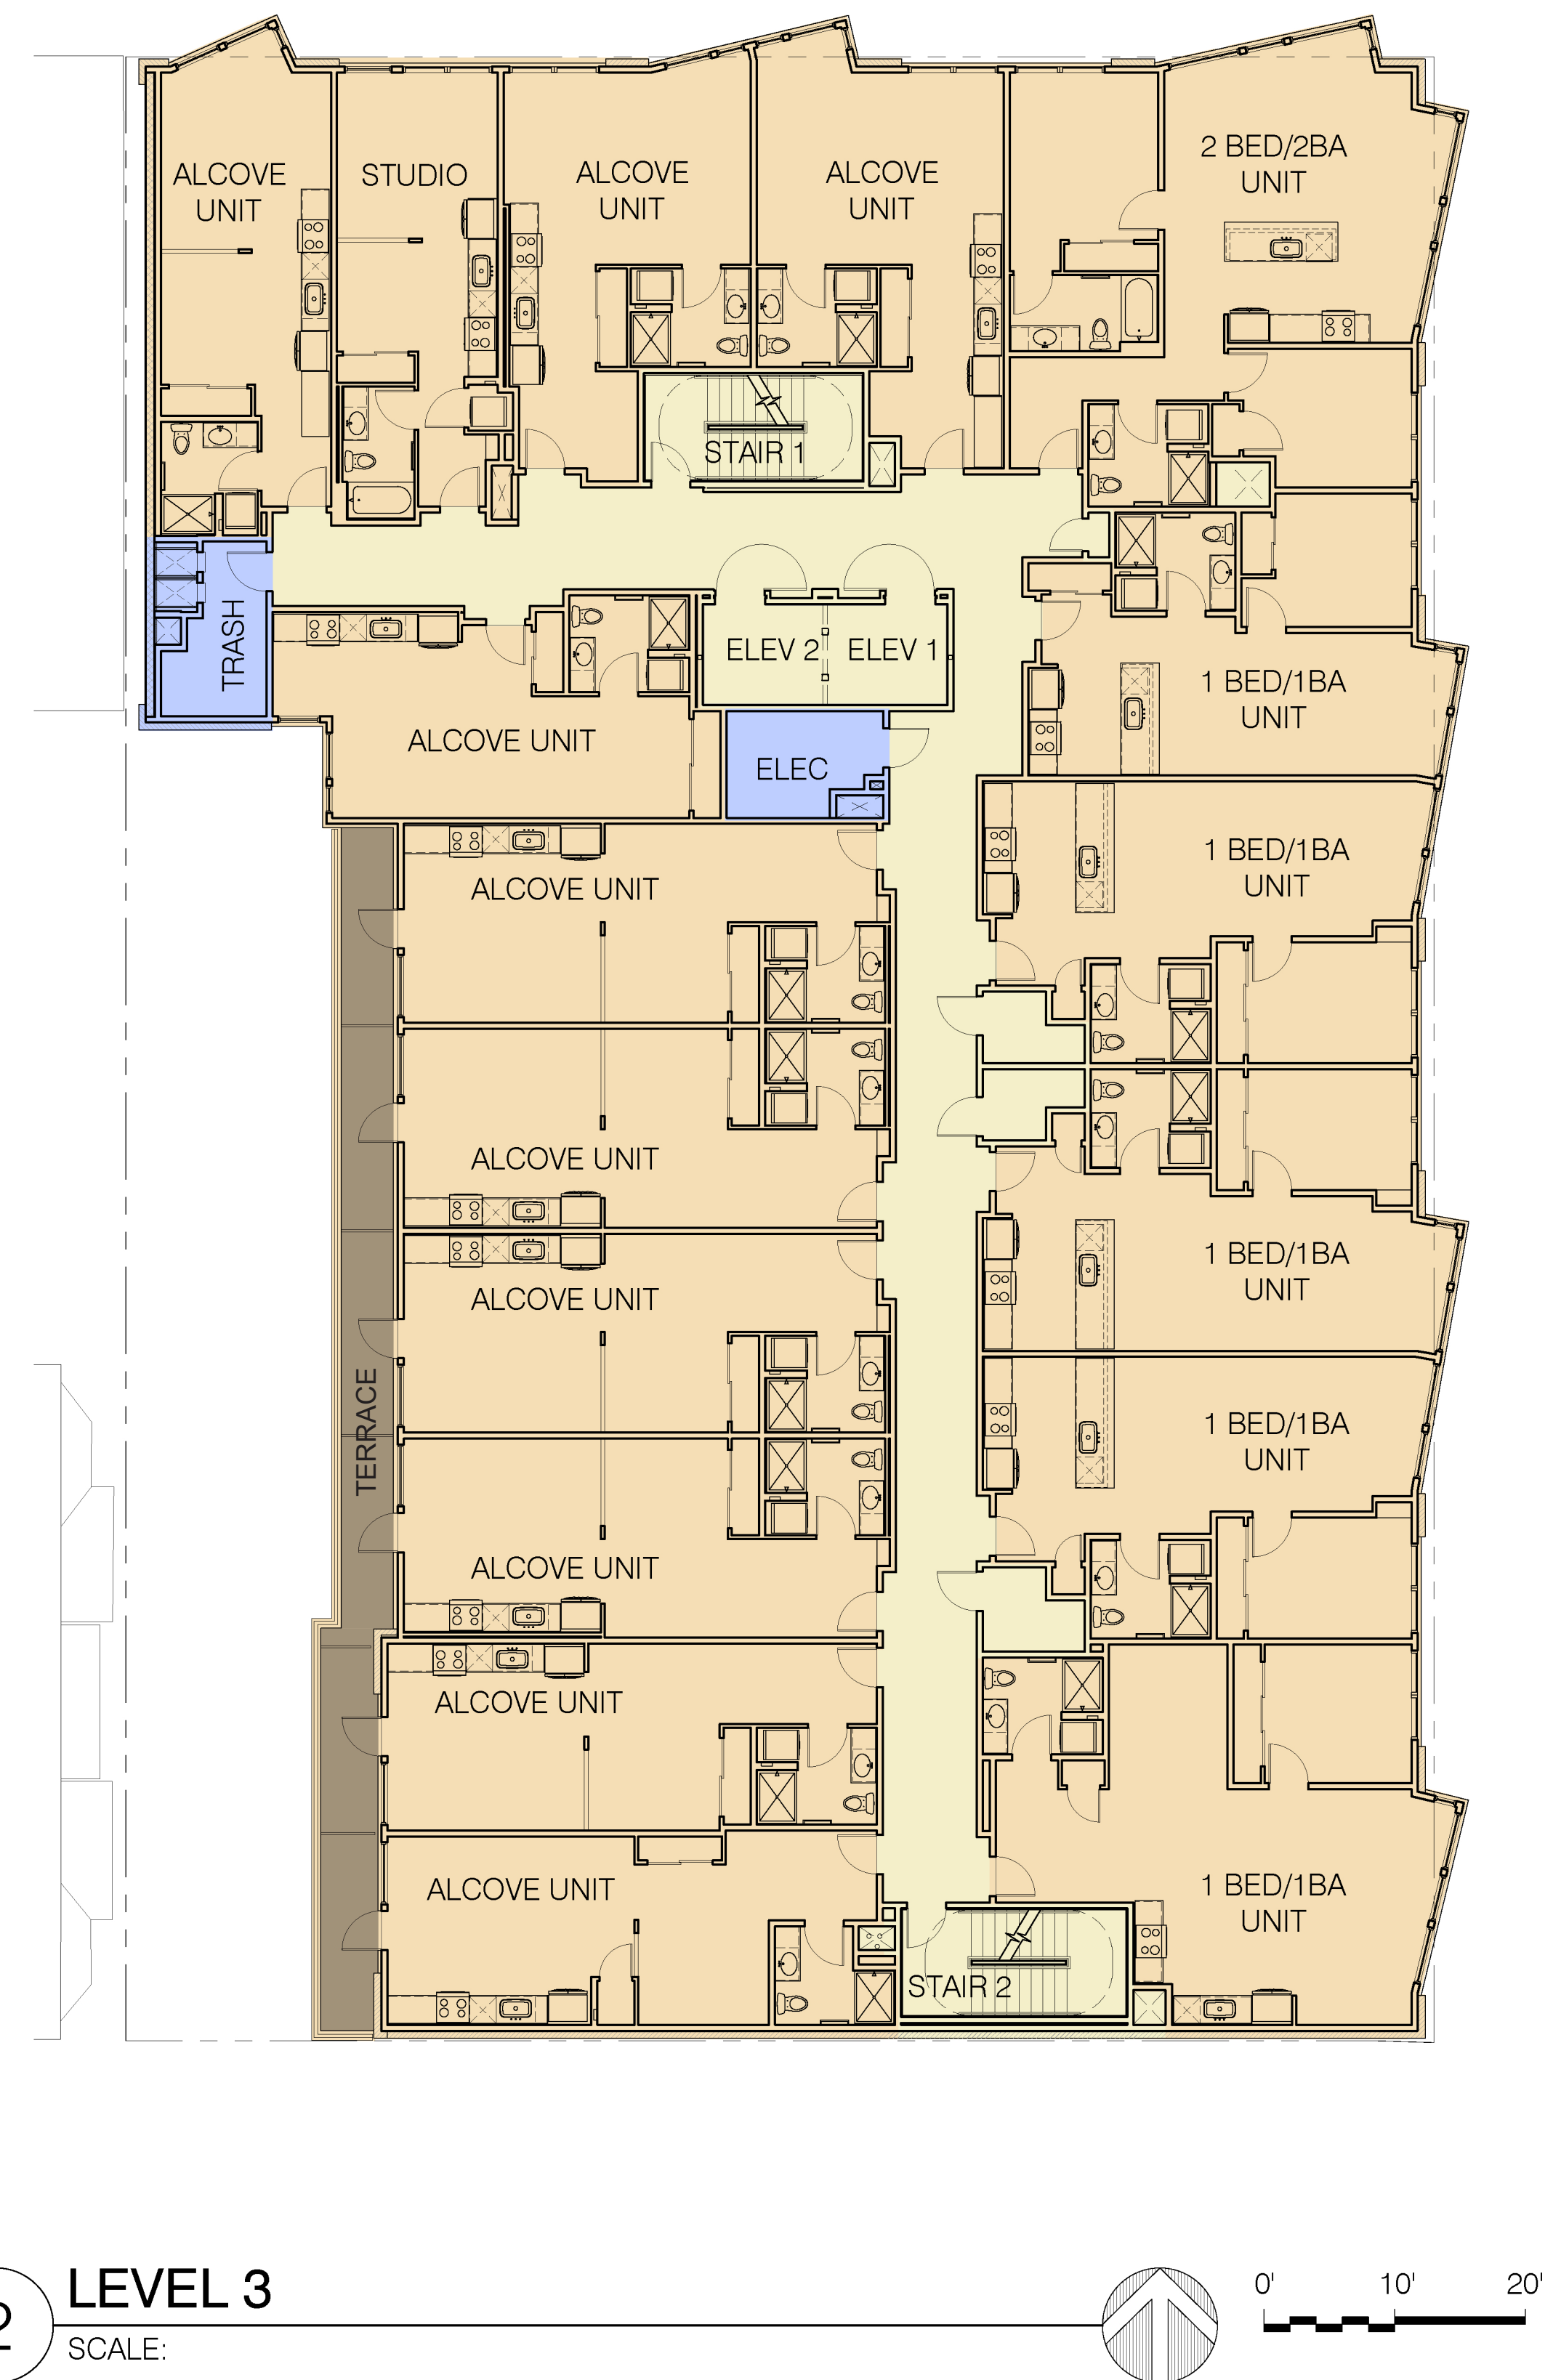 ALCOVE
UNIT
STUDIO
ALCOVE
UNIT
ALCOVE
UNIT
2 BED/2BA
UNIT
STAIR 1
TRASH
ELEV 2
ELEV 1
1 BED/1BA
UNIT
ALCOVE UNIT
ELEC
ALCOVE UNIT
1 BED/1BA
UNIT
ALCOVE UNIT
1 BED/1BA
UNIT
ALCOVE UNIT
TERRACE
1 BED/1BA
UNIT
ALCOVE UNIT
ALCOVE UNIT
ALCOVE UNIT
1 BED/1BA
UNIT
STAIR 2
2
LEVEL 3
SCALE:
0'
10'
20'